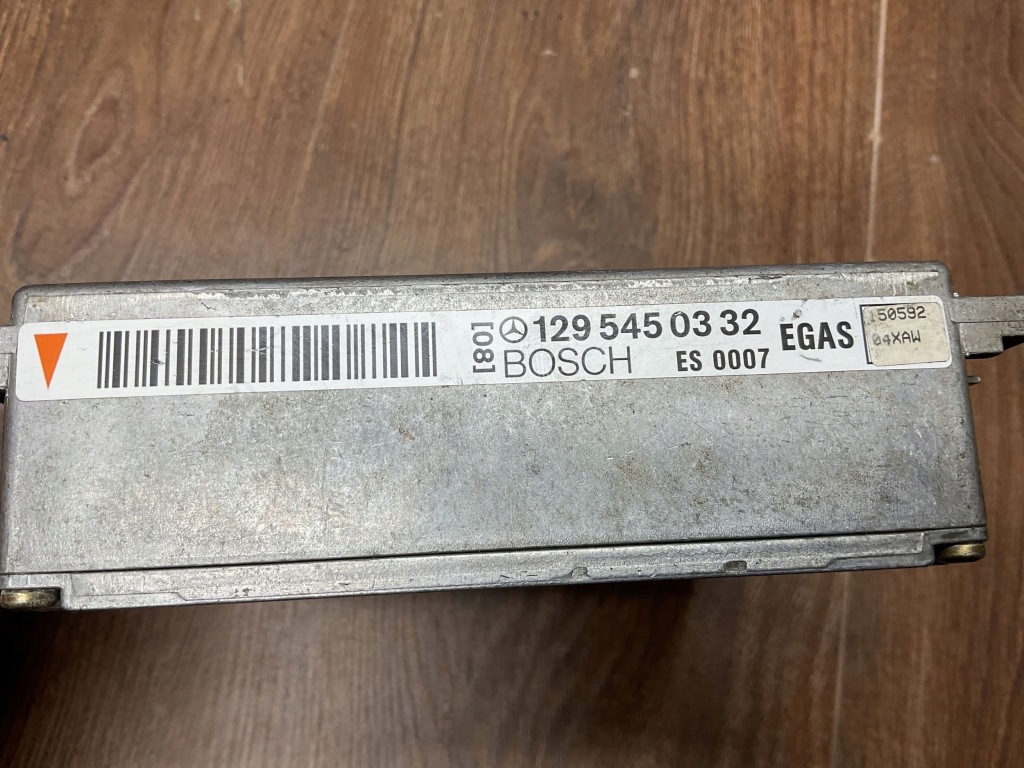 [08]
129 545 03 32
BOSCH ES 0007
EGAS
150592
04XAW